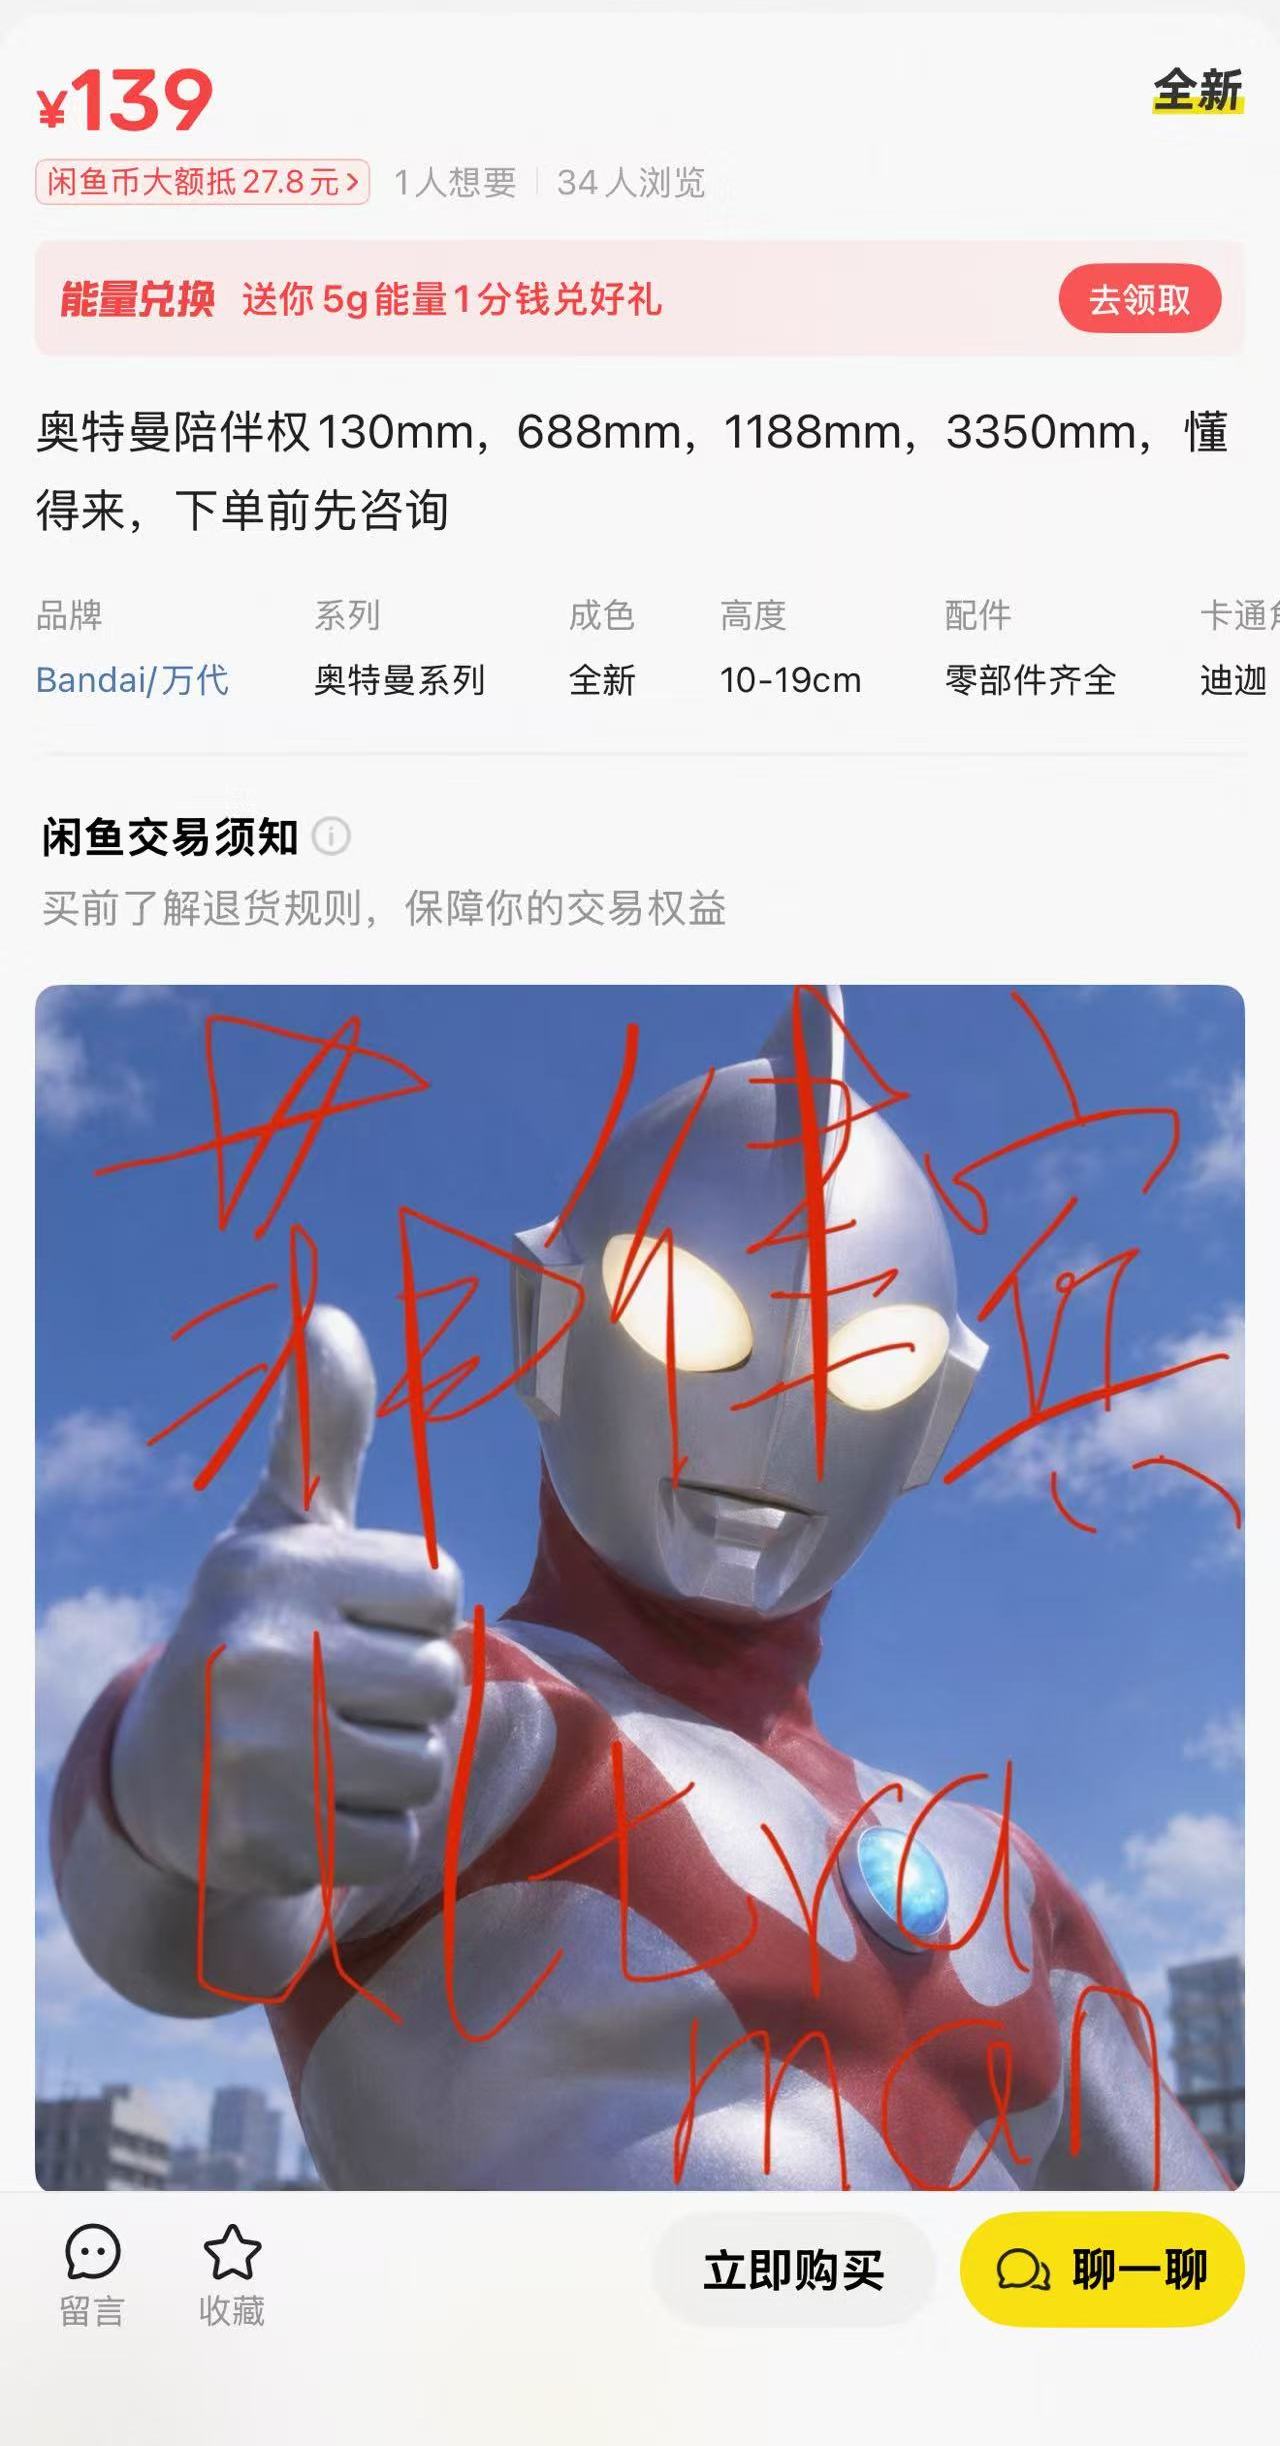 ¥139
全新
闲鱼币大额抵27.8元>
1人想要 | 34人浏览
能量兑换 送你5g能量1分钱兑好礼
去领取
奥特曼陪伴权130mm，688mm，1188mm，3350mm，懂
得来，下单前先咨询
品牌 系列 成色 高度 配件
Bandai/万代 奥特曼系列 全新 10-19cm 零部件齐全 迪迦
闲鱼交易须知
买前了解退货规则，保障你的交易权益
佳宾
ultra
man
留言
收藏
立即购买
聊一聊